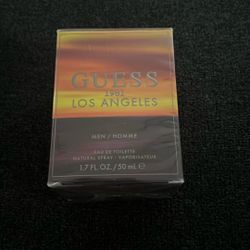 GUESS
1981
LOS ANGELES
MEN / HOMME
EAU DE TOILETTE
NATURAL SPRAY / VAPORISATEUR
1.7 FL. OZ. / 50 ml ℮